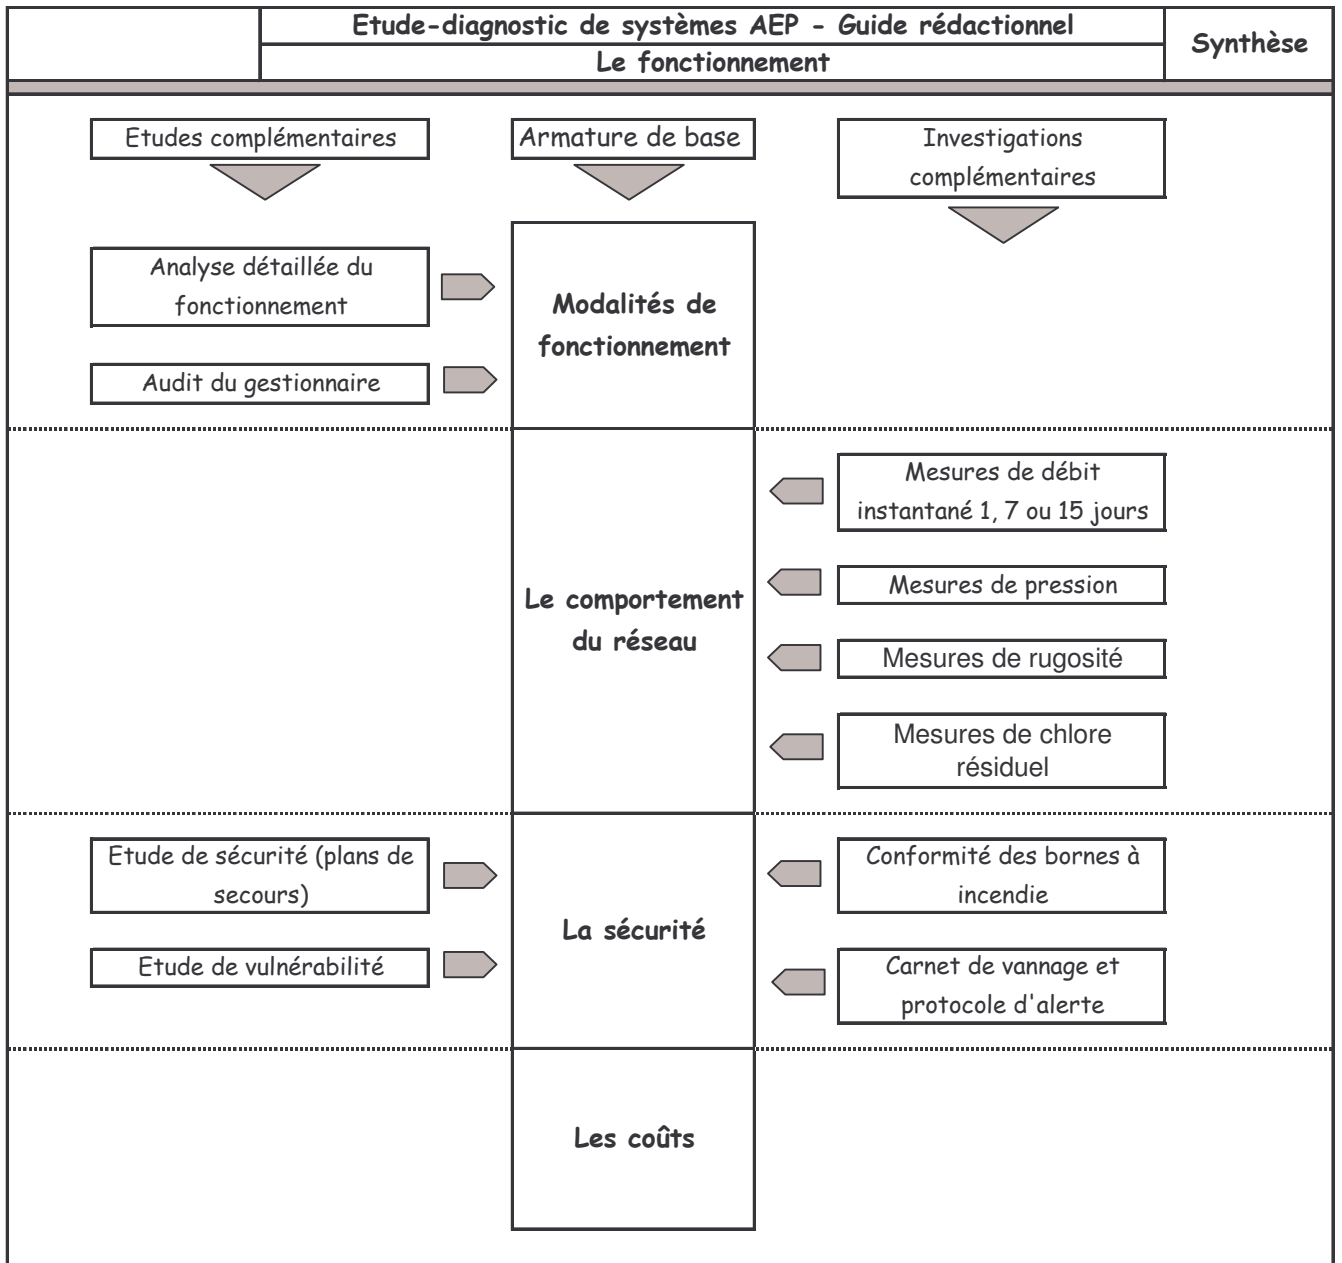 Etude-diagnostic de systèmes AEP - Guide rédactionnel
Le fonctionnement
Synthèse
Etudes complémentaires
Armature de base
Investigations
complémentaires
Analyse détaillée du
fonctionnement
Audit du gestionnaire
Modalités de
fonctionnement
Le comportement
du réseau
Mesures de débit
instantané 1, 7 ou 15 jours
Mesures de pression
Mesures de rugosité
Mesures de chlore
résiduel
Etude de sécurité (plans de
secours)
Etude de vulnérabilité
La sécurité
Conformité des bornes à
incendie
Carnet de vannage et
protocole d'alerte
Les coûts